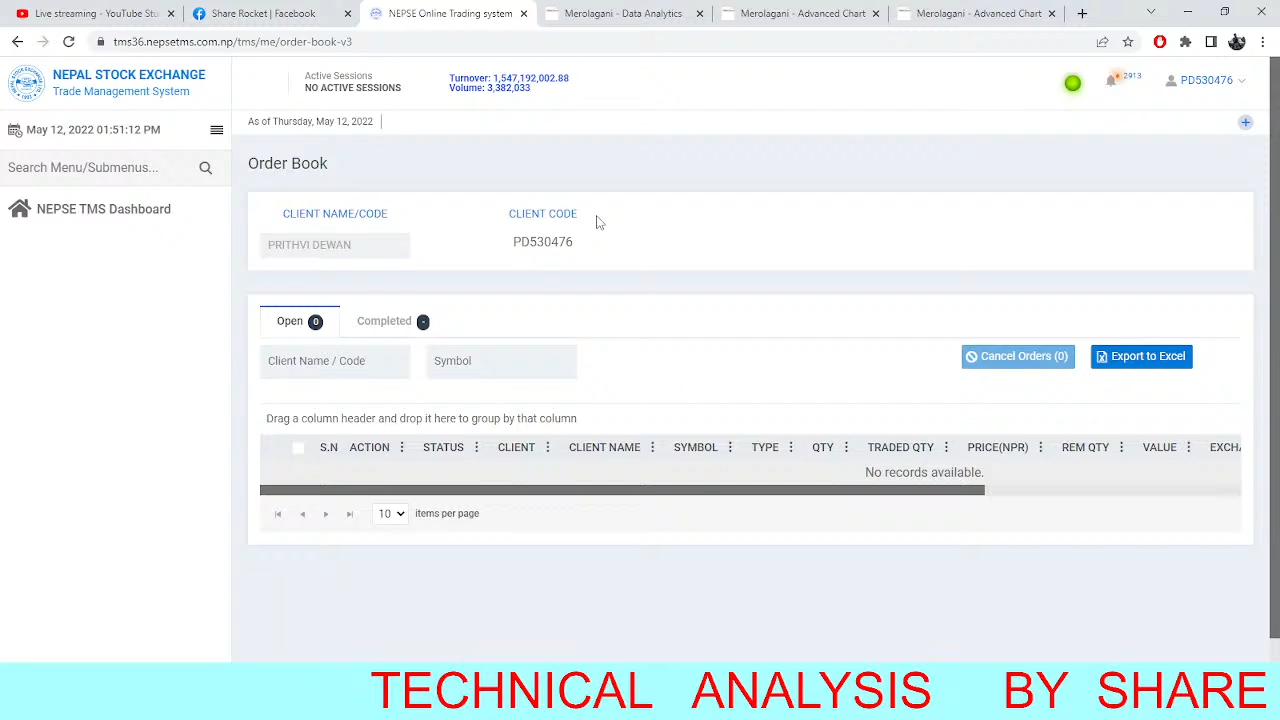 Live streaming - YouTube Stu
Share Rocket | Facebook
NEPSE Online Trading system
Merolagani - Data Analytics
Merolagani - Advanced Chart
Merolagani - Advanced Chart
tms36.nepsetms.com.np/tms/me/order-book-v3
NEPAL STOCK EXCHANGE
Trade Management System
Active Sessions
NO ACTIVE SESSIONS
Turnover: 1,547,192,002.88
Volume: 3,382,033
2913
PD530476
May 12, 2022 01:51:12 PM
As of Thursday, May 12, 2022
Search Menu/Submenus...
NEPSE TMS Dashboard
Order Book
CLIENT NAME/CODE
CLIENT CODE
PRITHVI DEWAN
PD530476
Open 0
Completed -
Client Name / Code
Symbol
Cancel Orders (0)
Export to Excel
Drag a column header and drop it here to group by that column
S.N ACTION STATUS CLIENT CLIENT NAME SYMBOL TYPE QTY TRADED QTY PRICE(NPR) REM QTY VALUE EXCHA
No records available.
10 items per page
TECHNICAL ANALYSIS BY SHARE